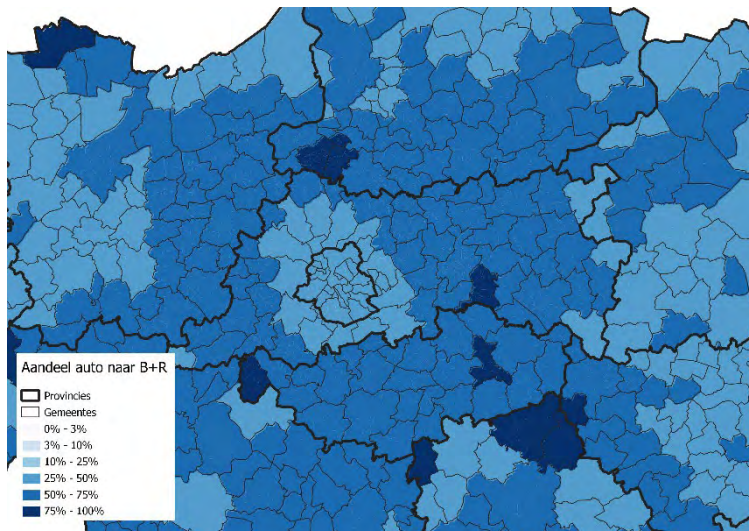 Aandeel auto naar B+R
Provincies
Gemeentes
0% - 3%
3% - 10%
10% - 25%
25% - 50%
50% - 75%
75% - 100%